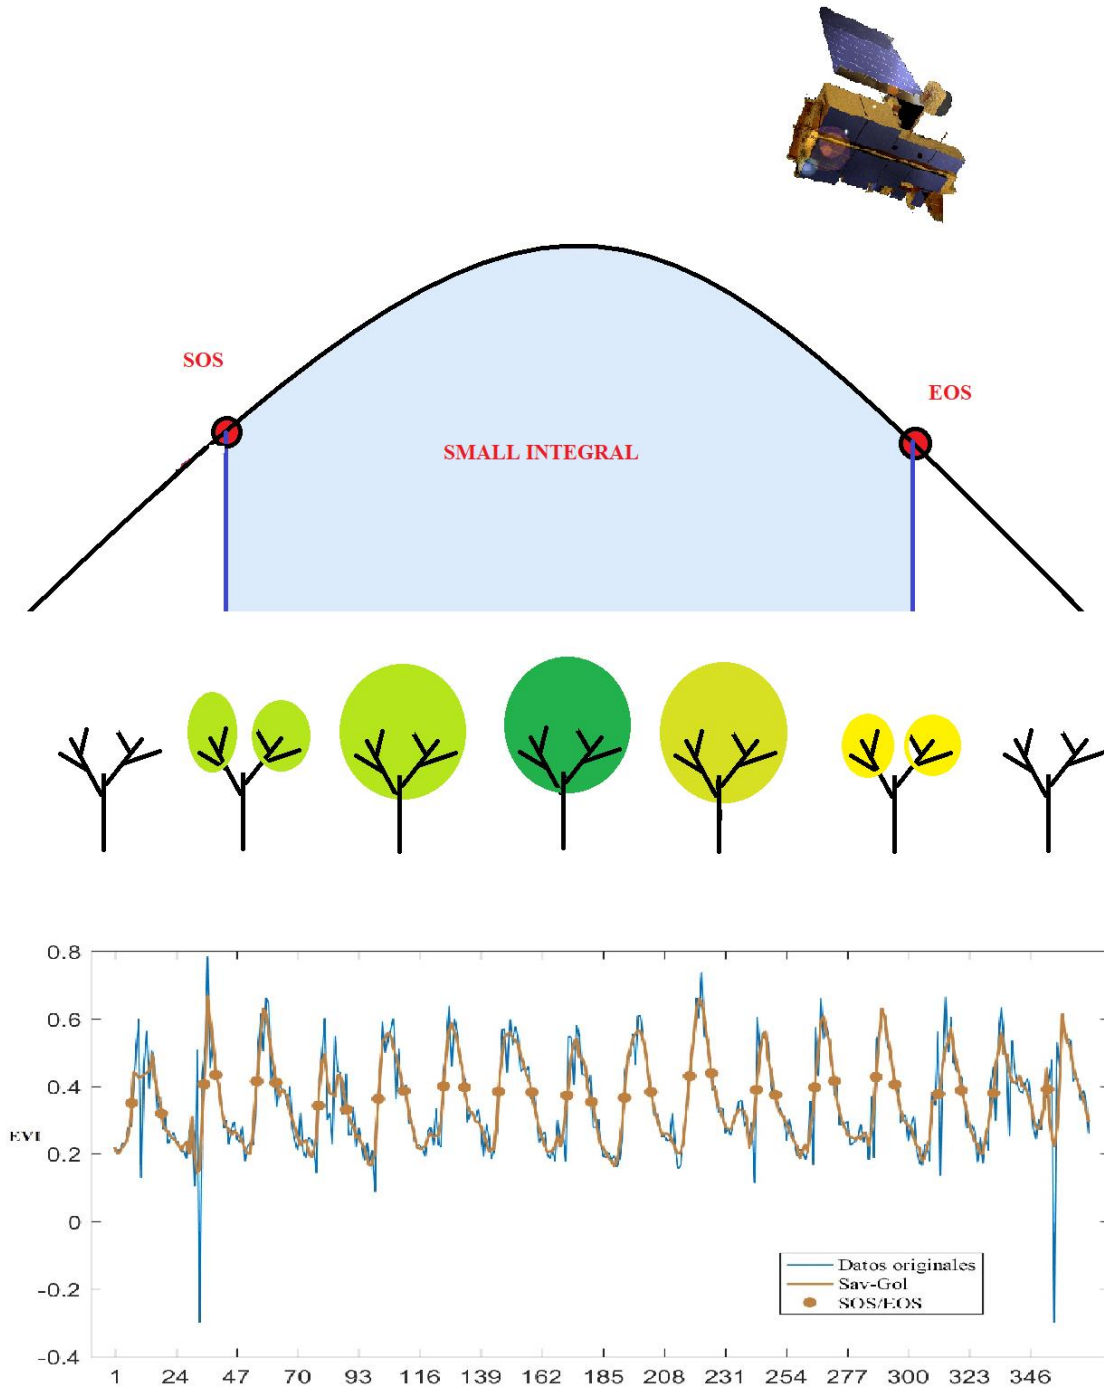 SOS
EOS
SMALL INTEGRAL
0.8
0.6
0.4
EVI
0.2
0
-0.2
-0.4
Datos originales
Sav-Gol
SOS/EOS
1 24 47 70 93 116 139 162 185 208 231 254 277 300 323 346